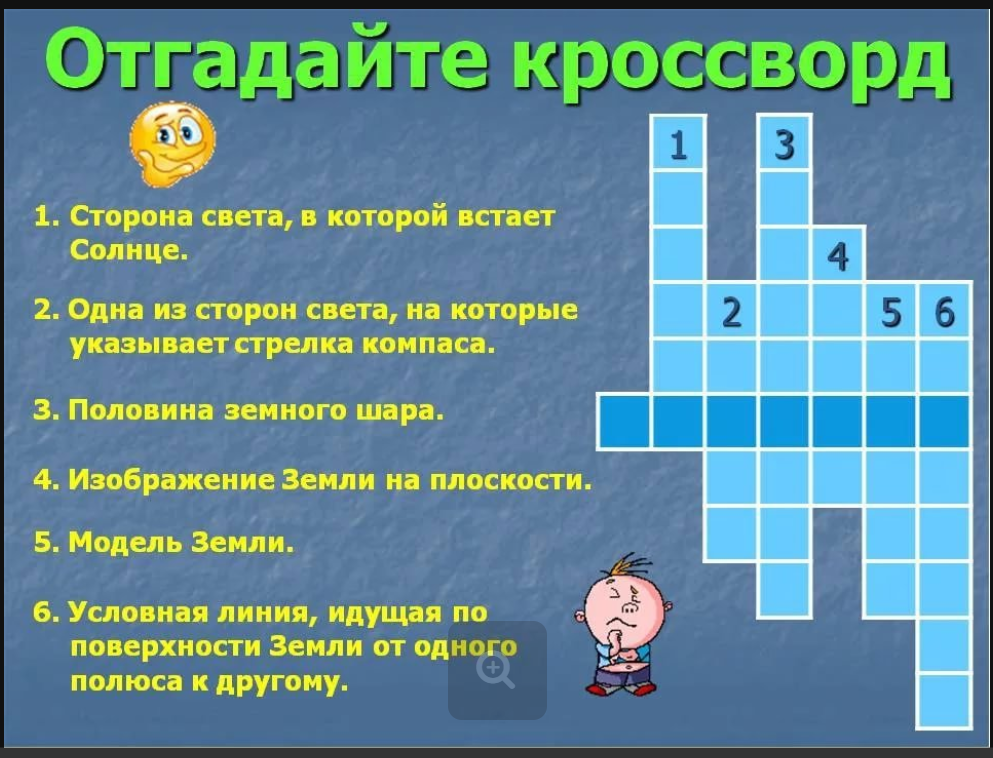 Отгадайте кроссворд
1. Сторона света, в которой встает
Солнце.
2. Одна из сторон света, на которые
указывает стрелка компаса.
3. Половина земного шара.
4. Изображение Земли на плоскости.
5. Модель Земли.
6. Условная линия, идущая по
поверхности Земли от одного
полюса к другому.
1 3
4
2 5 6